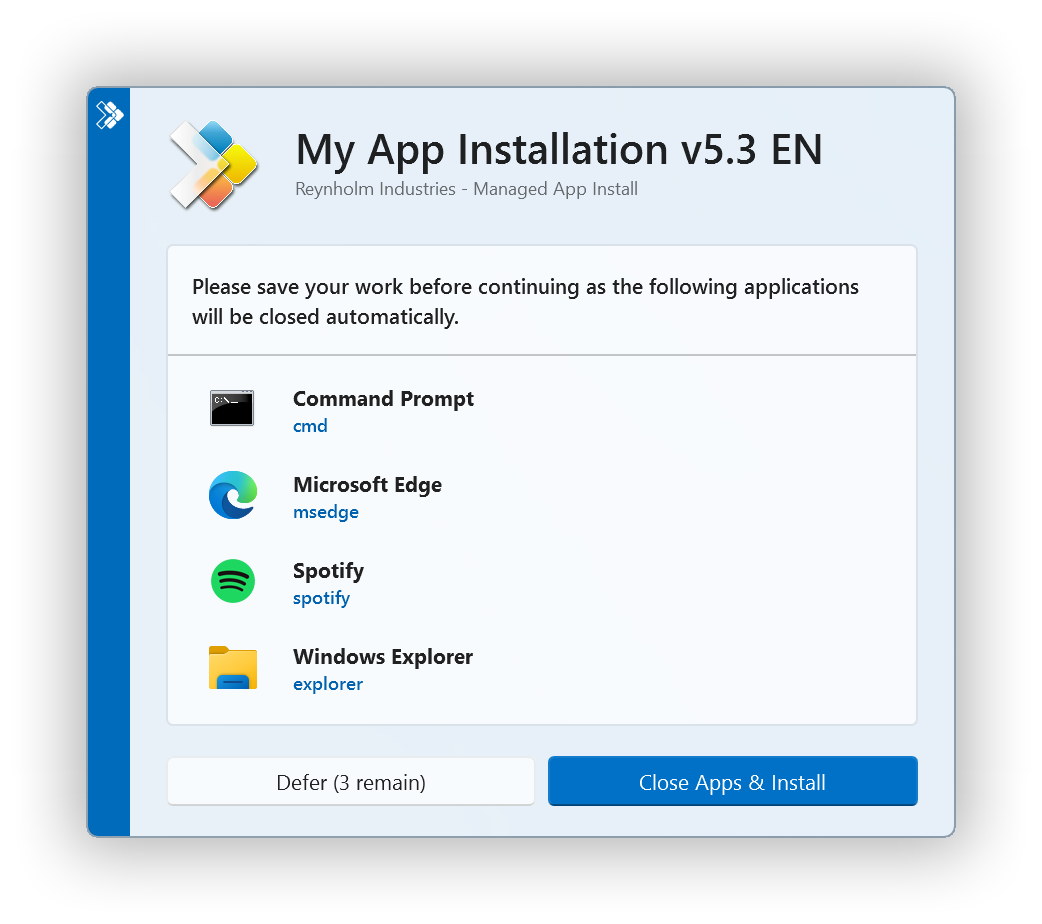 My App Installation v5.3 EN
Reynholm Industries - Managed App Install
Please save your work before continuing as the following applications
will be closed automatically.
C:\_
Command Prompt
cmd
Microsoft Edge
msedge
Spotify
spotify
Windows Explorer
explorer
Defer (3 remain)
Close Apps & Install